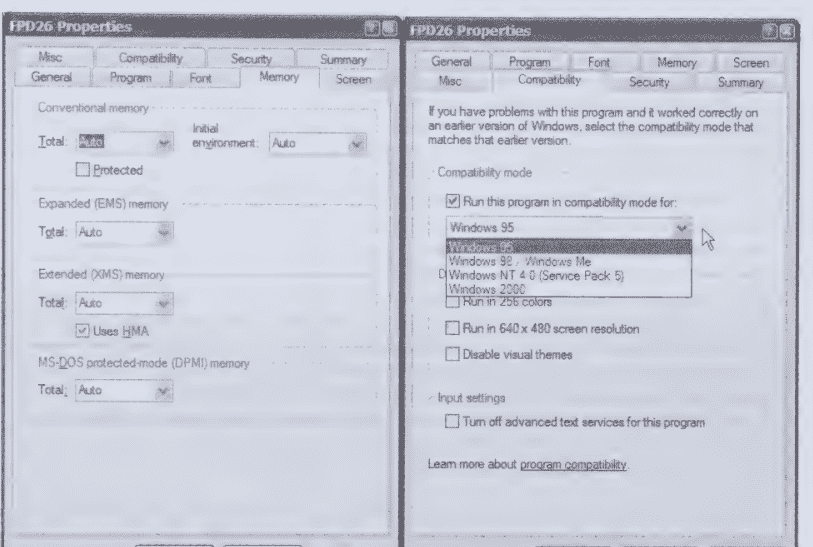 FPD26 Properties
Misc Compatibility Security Summary
General Program Font Memory Screen
Conventional memory
Total: Auto Initial environment: Auto
Protected
Expanded (EMS) memory
Total: Auto
Extended (XMS) memory
Total: Auto
Uses HMA
MS-DOS protected-mode (DPMI) memory
Total: Auto
FPD26 Properties
General Program Font Memory Screen
Misc Compatibility Security Summary
If you have problems with this program and it worked correctly on
an earlier version of Windows, select the compatibility mode that
matches that earlier version.
Compatibility mode
Run this program in compatibility mode for:
Windows 95
Windows 95
Windows 98 / Windows Me
Windows NT 4.0 (Service Pack 5)
D
Windows 2000
Run in 256 colors
Run in 640 x 480 screen resolution
Disable visual themes
Input settings
Turn off advanced text services for this program
Learn more about program compatibility.